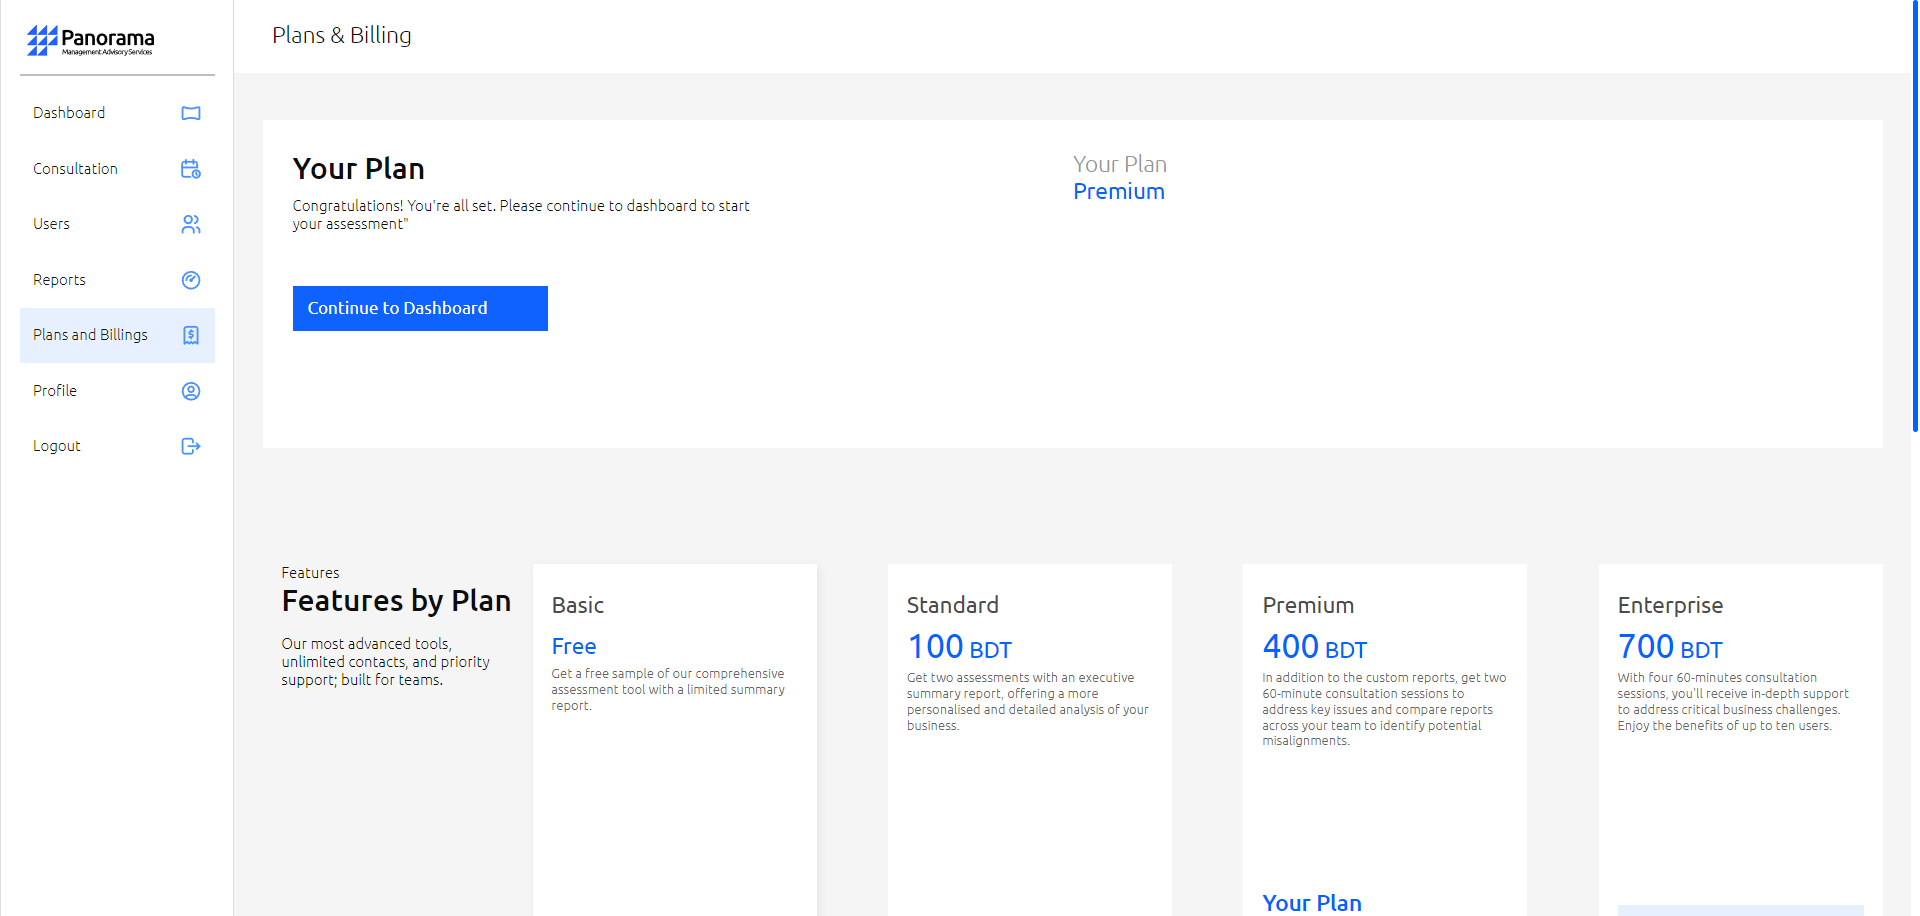 Panorama
Management Advisory Services
Dashboard
Consultation
Users
Reports
Plans and Billings
Profile
Logout
Plans & Billing
Your Plan
Congratulations! You're all set. Please continue to dashboard to start
your assessment"
Continue to Dashboard
Your Plan
Premium
Features
Features by Plan
Our most advanced tools,
unlimited contacts, and priority
support; built for teams.
Basic
Free
Get a free sample of our comprehensive
assessment tool with a limited summary
report.
Standard
100 BDT
Get two assessments with an executive
summary report, offering a more
personalised and detailed analysis of your
business.
Premium
400 BDT
In addition to the custom reports, get two
60-minute consultation sessions to
address key issues and compare reports
across your team to identify potential
misalignments.
Your Plan
Enterprise
700 BDT
With four 60-minutes consultation
sessions, you'll receive in-depth support
to address critical business challenges.
Enjoy the benefits of up to ten users.